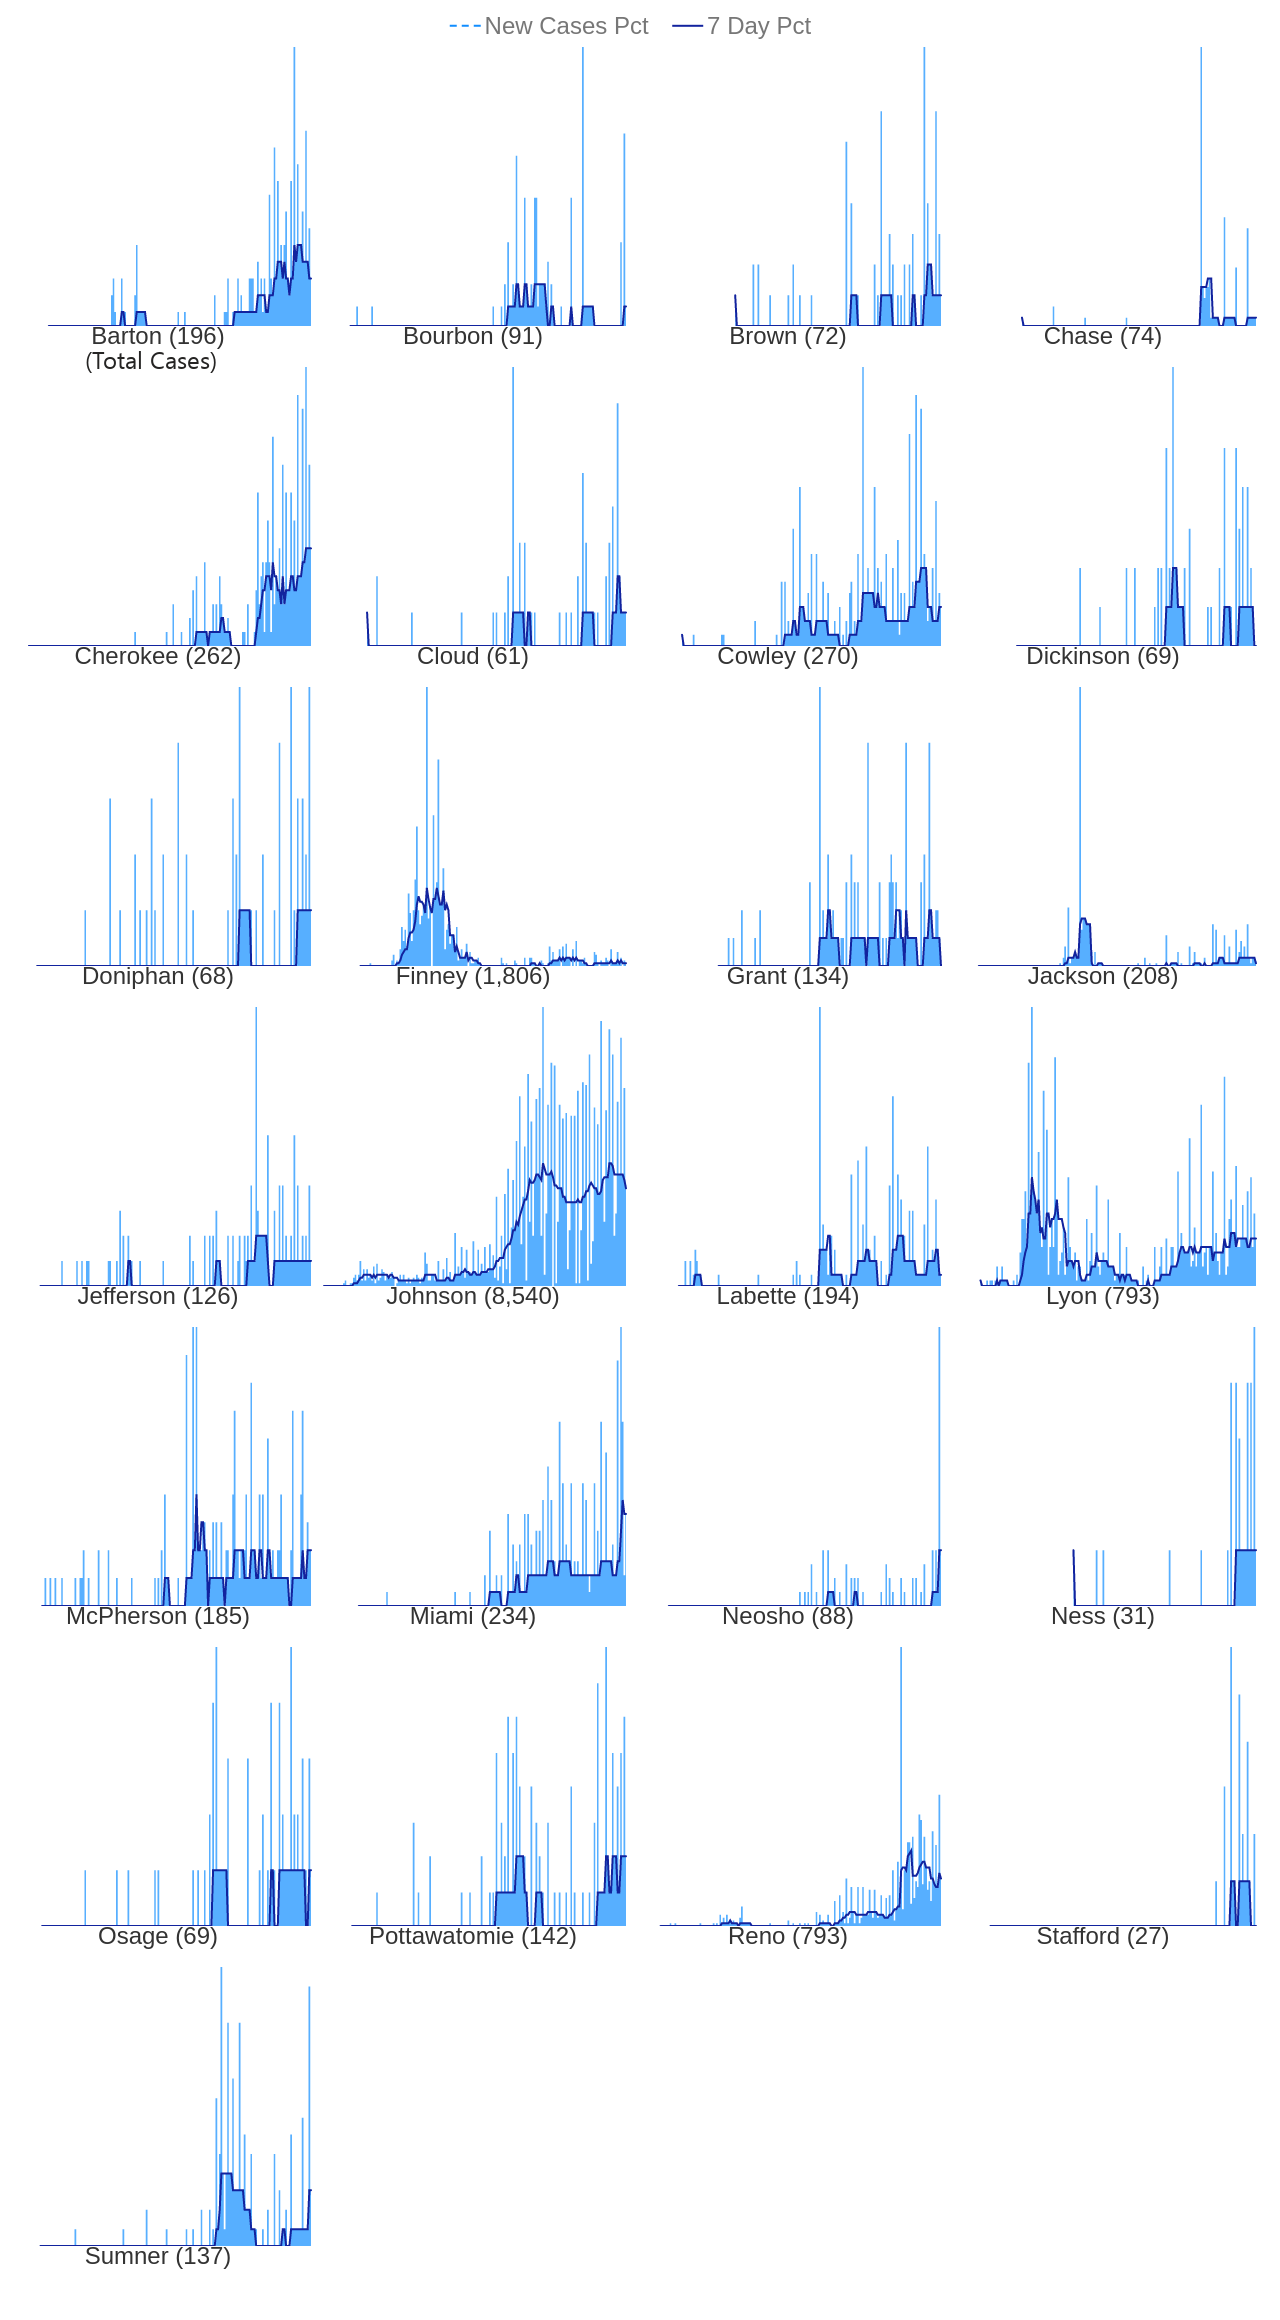 New Cases Pct 7 Day Pct
Barton (196) Bourbon (91) Brown (72) Chase (74)
(Total Cases)
Cherokee (262) Cloud (61) Cowley (270) Dickinson (69)
Doniphan (68) Finney (1,806) Grant (134) Jackson (208)
Jefferson (126) Johnson (8,540) Labette (194) Lyon (793)
McPherson (185) Miami (234) Neosho (88) Ness (31)
Osage (69) Pottawatomie (142) Reno (793) Stafford (27)
Sumner (137)